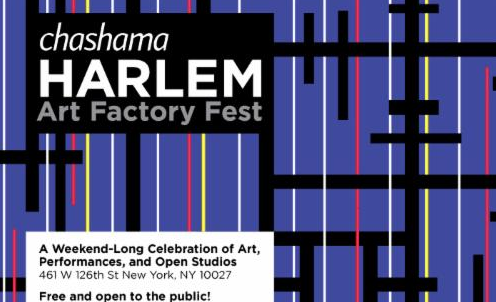 chashama
HARLEM
Art Factory Fest
A Weekend-Long Celebration of Art,
Performances, and Open Studios
461 W 126th St New York, NY 10027
Free and open to the public!